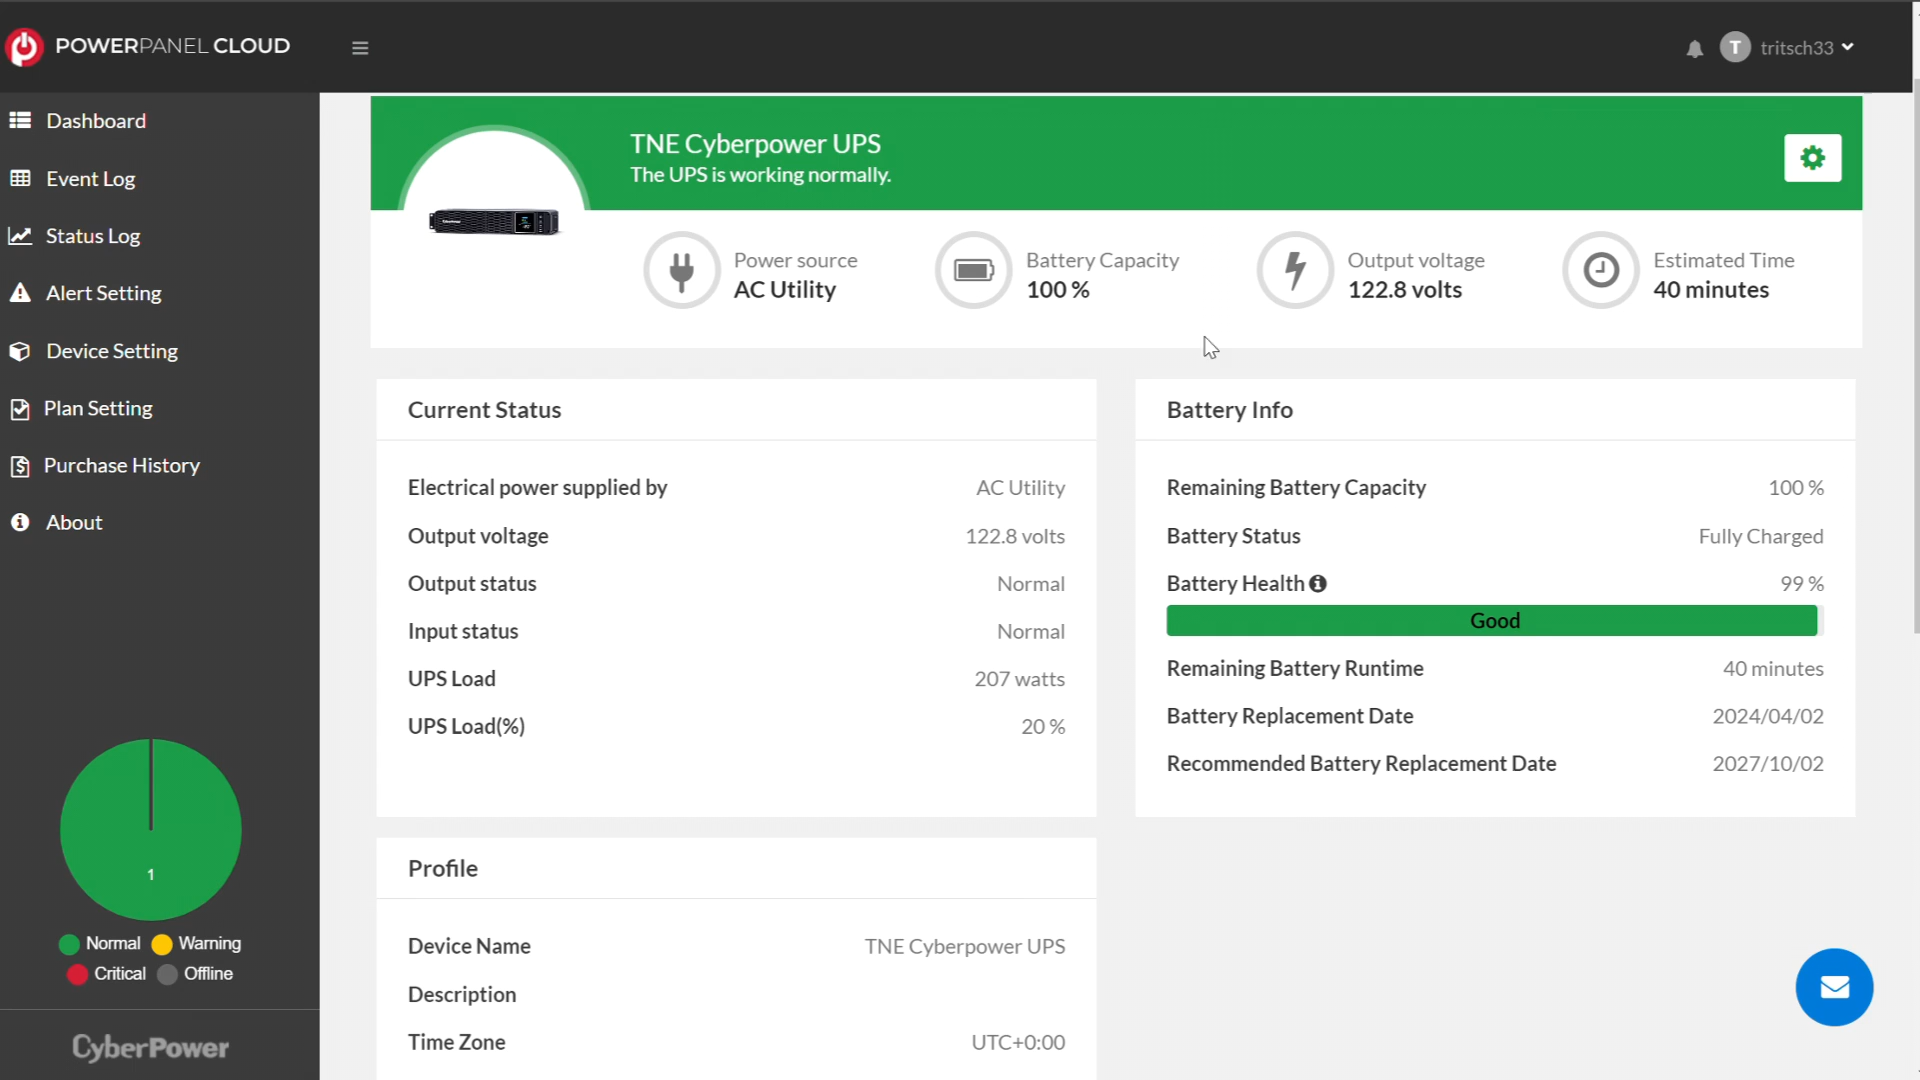 POWERPANEL CLOUD
T tritsch33
Dashboard
Event Log
Status Log
Alert Setting
Device Setting
Plan Setting
Purchase History
About
1
Normal Warning
Critical Offline
CyberPower
TNE Cyberpower UPS
The UPS is working normally.
Power source
AC Utility
Battery Capacity
100 %
Output voltage
122.8 volts
Estimated Time
40 minutes
Current Status
Electrical power supplied by AC Utility
Output voltage 122.8 volts
Output status Normal
Input status Normal
UPS Load 207 watts
UPS Load(%) 20 %
Battery Info
Remaining Battery Capacity 100 %
Battery Status Fully Charged
Battery Health 99 %
Good
Remaining Battery Runtime 40 minutes
Battery Replacement Date 2024/04/02
Recommended Battery Replacement Date 2027/10/02
Profile
Device Name TNE Cyberpower UPS
Description
Time Zone UTC+0:00